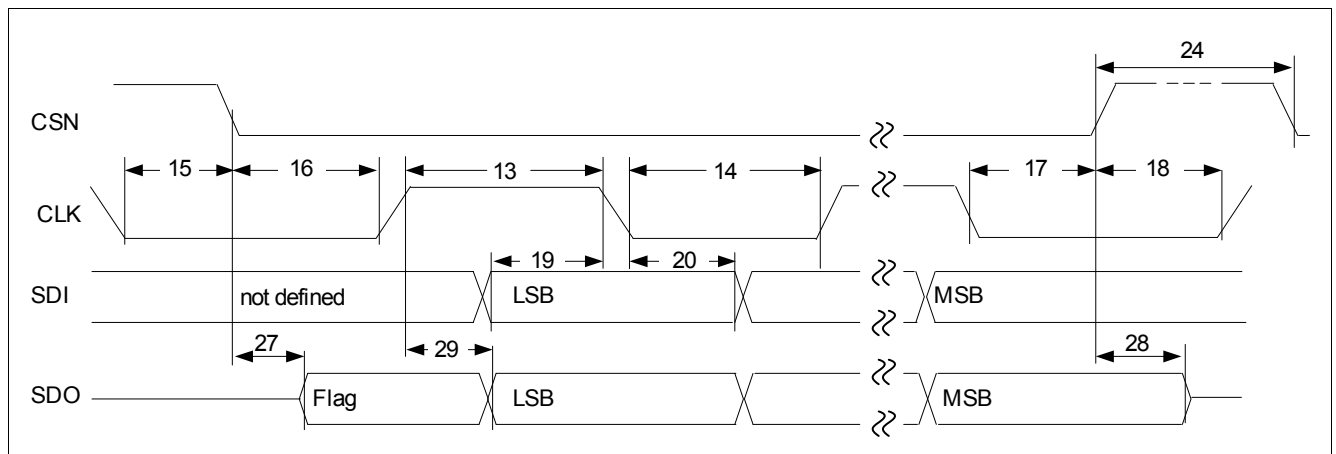 24
CSN
15 16 13 14 17 18
CLK
19 20
SDI not defined LSB MSB
27 29 28
SDO Flag LSB MSB